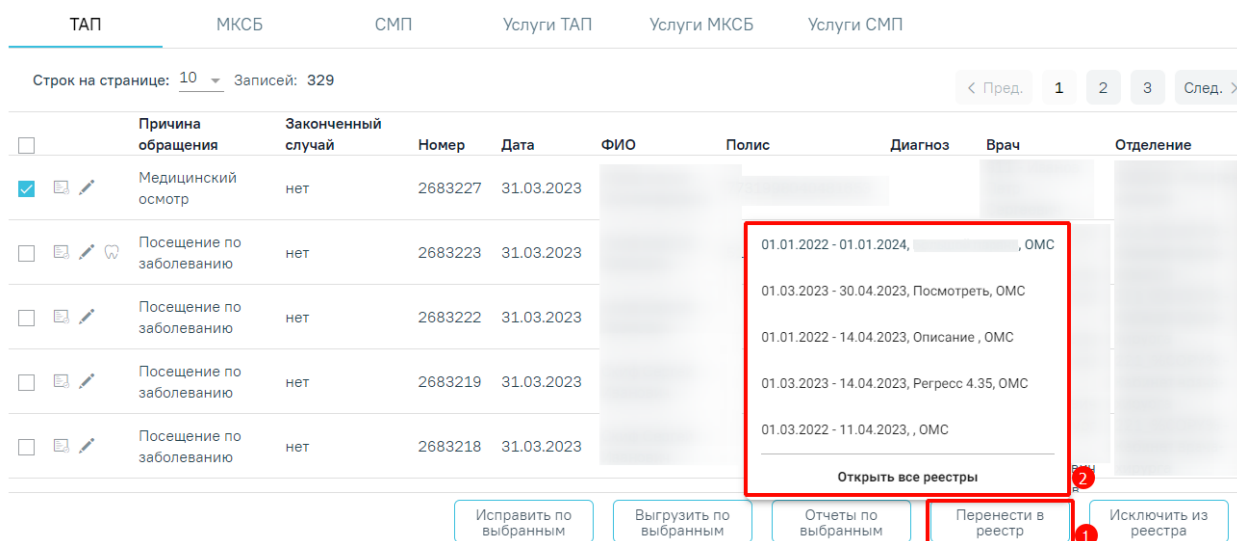 ТАП МКСБ СМП Услуги ТАП Услуги МКСБ Услуги СМП
Строк на странице: 10 Записей: 329
< Пред. 1 2 3 След. >
Причина обращения Законченный случай Номер Дата ФИО Полис Диагноз Врач Отделение
Медицинский осмотр нет 2683227 31.03.2023
Посещение по заболеванию нет 2683223 31.03.2023
Посещение по заболеванию нет 2683222 31.03.2023
Посещение по заболеванию нет 2683219 31.03.2023
Посещение по заболеванию нет 2683218 31.03.2023
01.01.2022 - 01.01.2024, , ОМС
01.03.2023 - 30.04.2023, Посмотреть, ОМС
01.01.2022 - 14.04.2023, Описание , ОМС
01.03.2023 - 14.04.2023, Регресс 4.35, ОМС
01.03.2022 - 11.04.2023, , ОМС
Открыть все реестры
2
Исправить по выбранным
Выгрузить по выбранным
Отчеты по выбранным
Перенести в реестр
1
Исключить из реестра